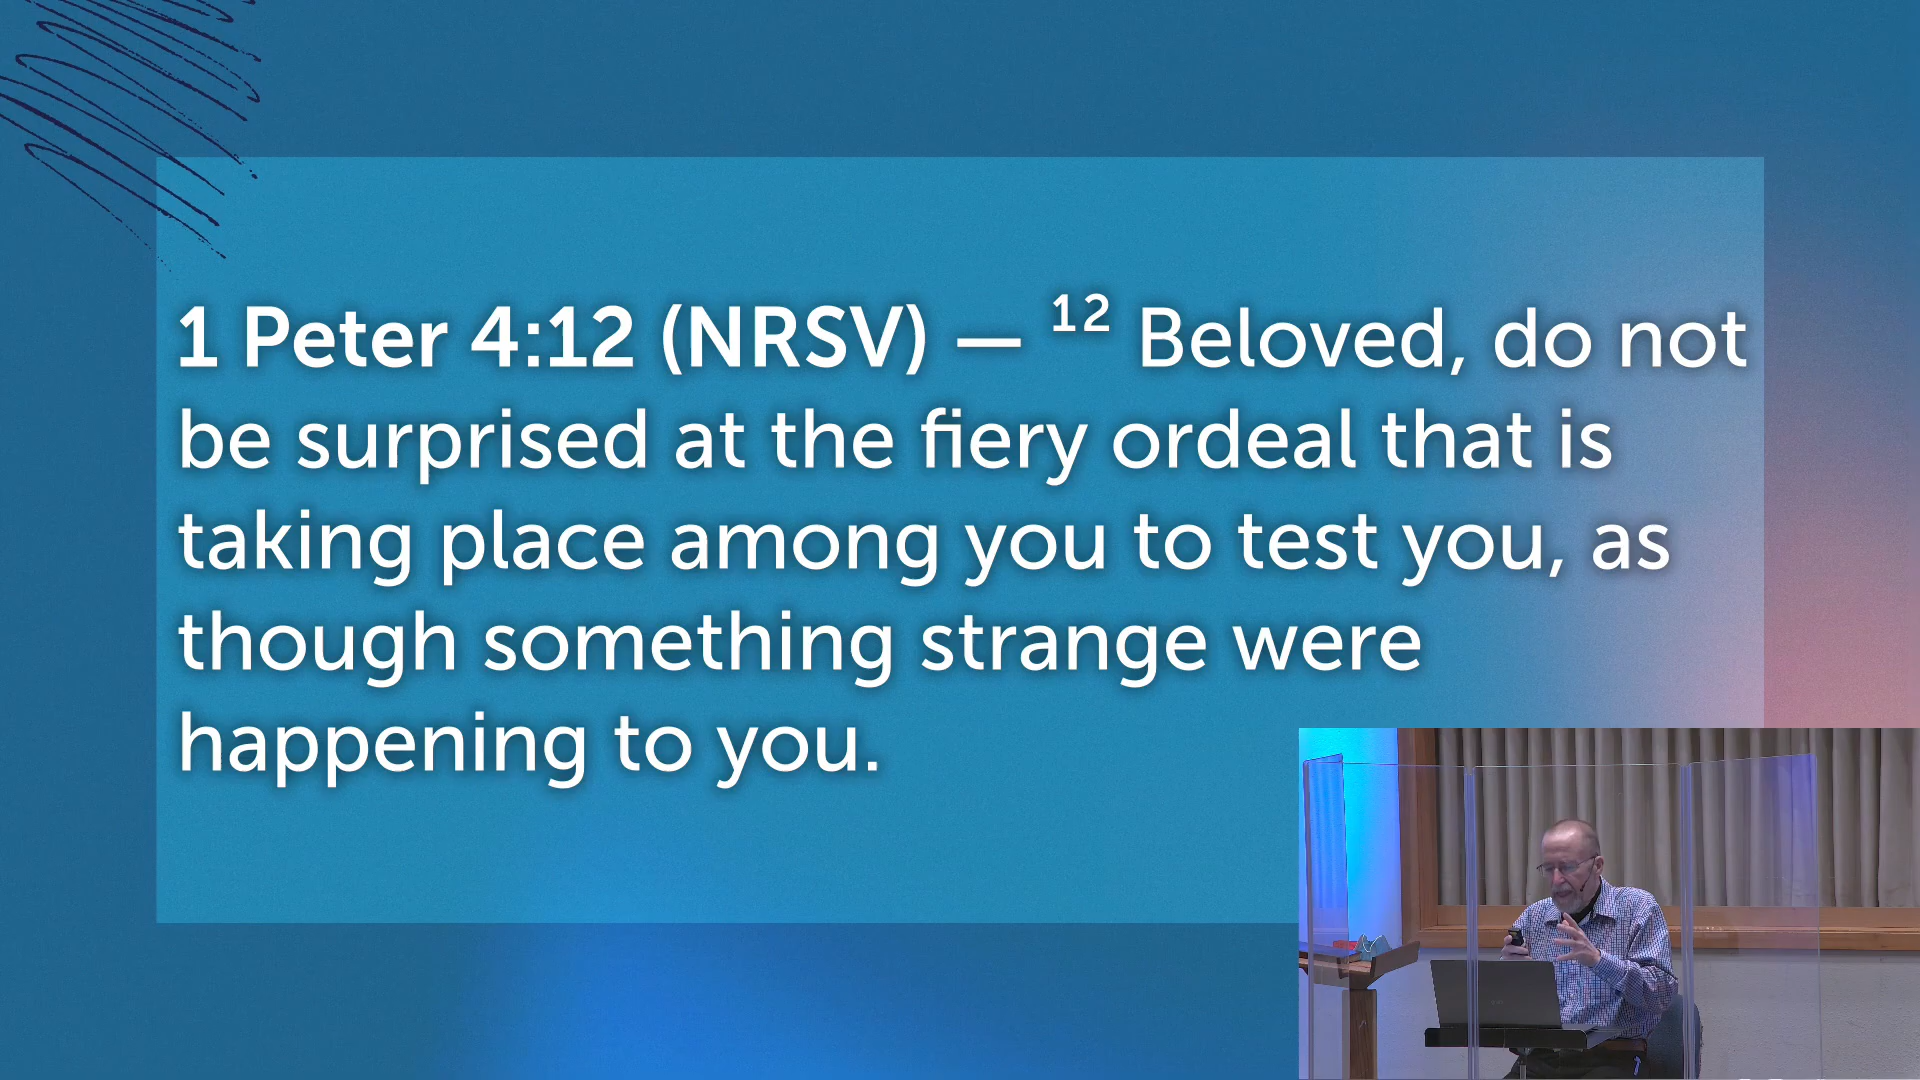 1 Peter 4:12 (NRSV) — 12 Beloved, do not
be surprised at the fiery ordeal that is
taking place among you to test you, as
though something strange were
happening to you.